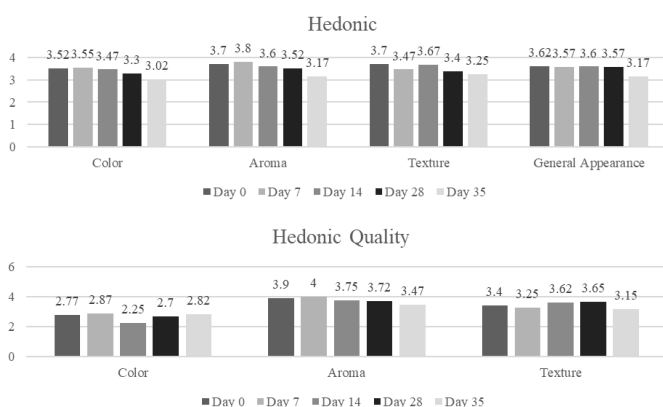 Hedonic
3.52 3.55 3.47 3.3 3.02 3.7 3.8 3.6 3.52 3.17 3.7 3.47 3.67 3.4 3.25 3.62 3.57 3.6 3.57 3.17
4
3
2
1
0
Color Aroma Texture General Appearance
Day 0 Day 7 Day 14 Day 28 Day 35
Hedonic Quality
6
4
2
0
2.77 2.87 2.25 2.7 2.82 3.9 4 3.75 3.72 3.47 3.4 3.25 3.62 3.65 3.15
Color Aroma Texture
Day 0 Day 7 Day 14 Day 28 Day 35